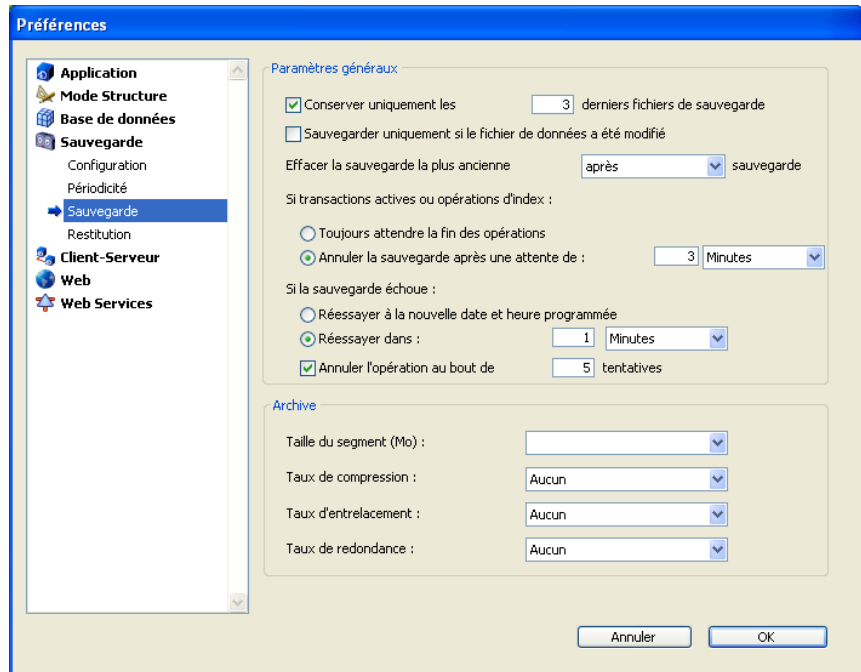 Préférences
Application
Mode Structure
Base de données
Sauvegarde
Configuration
Périodicité
Sauvegarde
Restitution
Client-Serveur
Web
Web Services
Paramètres généraux
Conserver uniquement les 3 derniers fichiers de sauvegarde
Sauvegarder uniquement si le fichier de données a été modifié
Effacer la sauvegarde la plus ancienne après sauvegarde
Si transactions actives ou opérations d'index :
Toujours attendre la fin des opérations
Annuler la sauvegarde après une attente de : 3 Minutes
Si la sauvegarde échoue :
Réessayer à la nouvelle date et heure programmée
Réessayer dans : 1 Minutes
Annuler l'opération au bout de 5 tentatives
Archive
Taille du segment (Mo) :
Taux de compression : Aucun
Taux d'entrelacement : Aucun
Taux de redondance : Aucun
Annuler OK